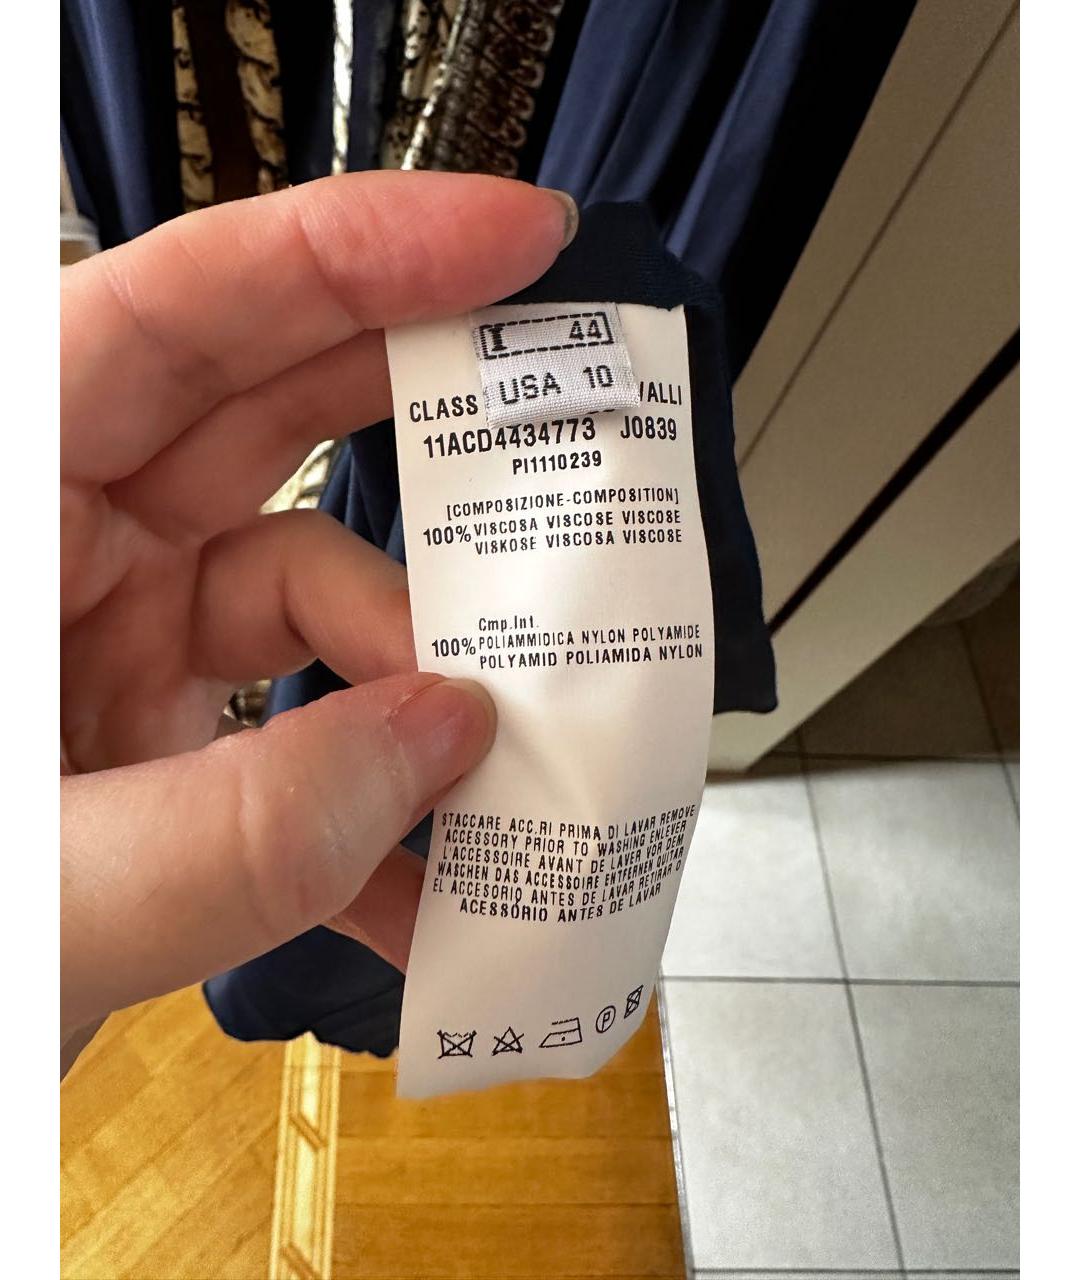 I 44
USA 10
CLASS VALLI
11ACD4434773 J0839
PI1110239
[COMPOSIZIONE-COMPOSITION]
100% VISCOSA VISCOSE VISCOSE
VISKOSE VISCOSA VISCOSE
Cmp.Int.
100% POLIAMMIDICA NYLON POLYAMIDE
POLYAMID POLIAMIDA NYLON
STACCARE ACC.RI PRIMA DI LAVAR REMOVE
ACCESSORY PRIOR TO WASHING ENLEVER
L'ACCESSOIRE AVANT DE LAVER VOR DEM
WASCHEN DAS ACCESSOIRE ENTFERNEN QUITAR
EL ACCESORIO ANTES DE LAVAR RETIRAR O
ACESSÓRIO ANTES DE LAVAR
P